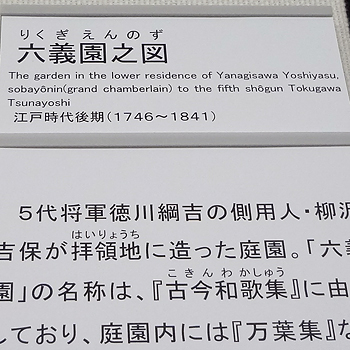 りくぎえんのず
六義園之図
The garden in the lower residence of Yanagisawa Yoshiyasu,
sobayônin(grand chamberlain) to the fifth shôgun Tokugawa
Tsunayoshi
江戸時代後期(1746～1841)
5代将軍徳川綱吉の側用人・柳沢
はいりょうち
吉保が拝領地に造った庭園。「六義
こきんわかしゅう
園」の名称は、『古今和歌集』に由
しており、庭園内には『万葉集』な